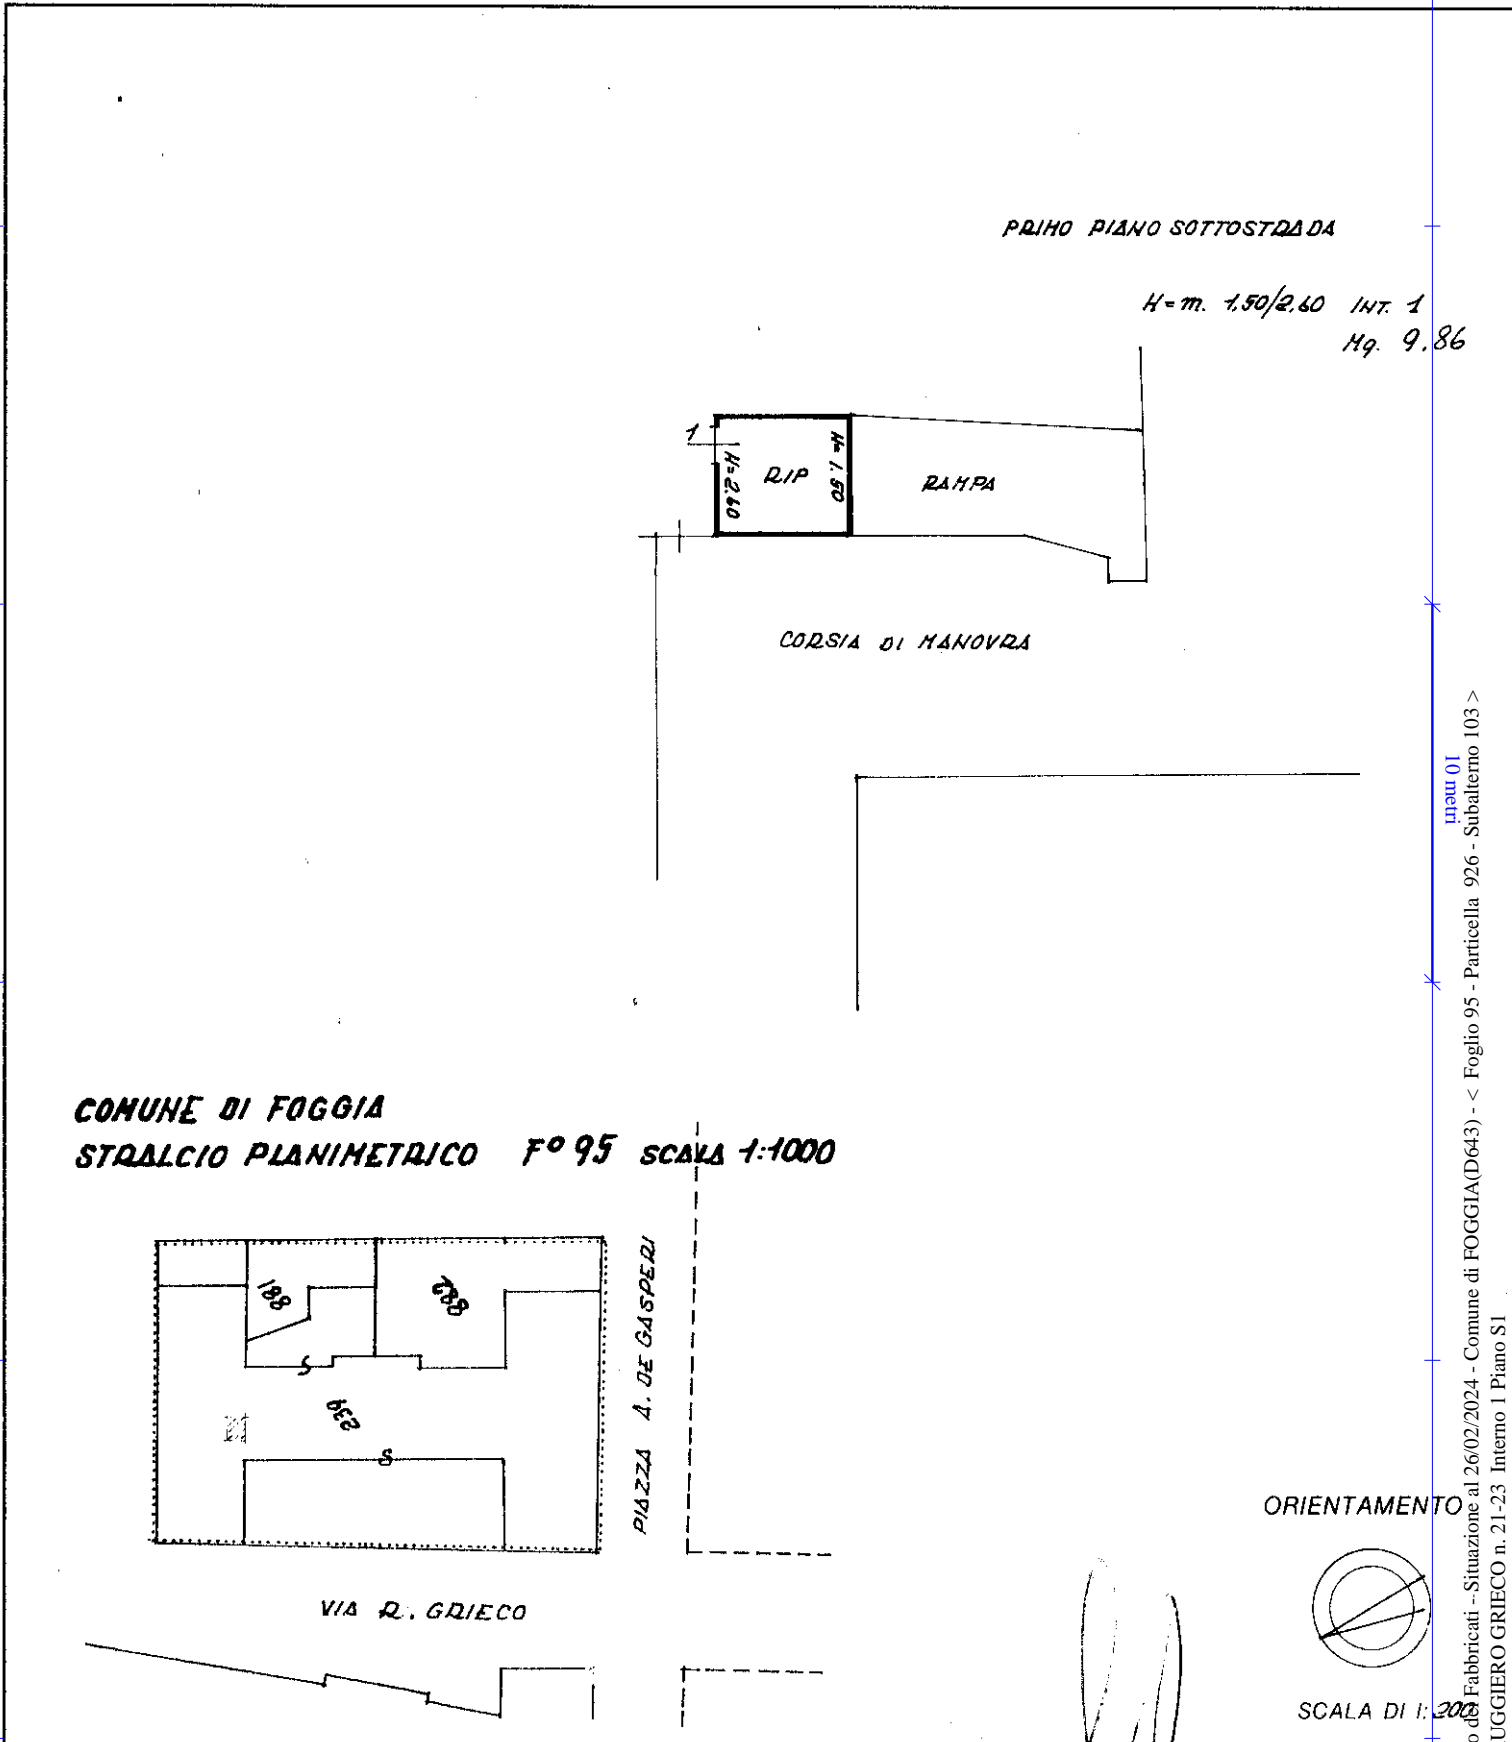 PRIMO PIANO SOTTOSTRADA
H=m. 1,50/2,60 INT. 1
Mq. 9.86
1
H=2.60
RIP
H=1.50
RAMPA
CORSIA DI MANOVRA
10 metri
COMUNE DI FOGGIA
STRALCIO PLANIMETRICO F° 95 SCALA 1:1000
881
882
S
239
S
PIAZZA A. DE GASPERI
VIA R. GRIECO
ORIENTAMENTO
SCALA DI 1: 200
Fabbricati --Situazione al 26/02/2024 - Comune di FOGGIA(D643) - < Foglio 95 - Particella 926 - Subalterno 103 >
UGGIERO GRIECO n. 21-23 Interno 1 Piano S1